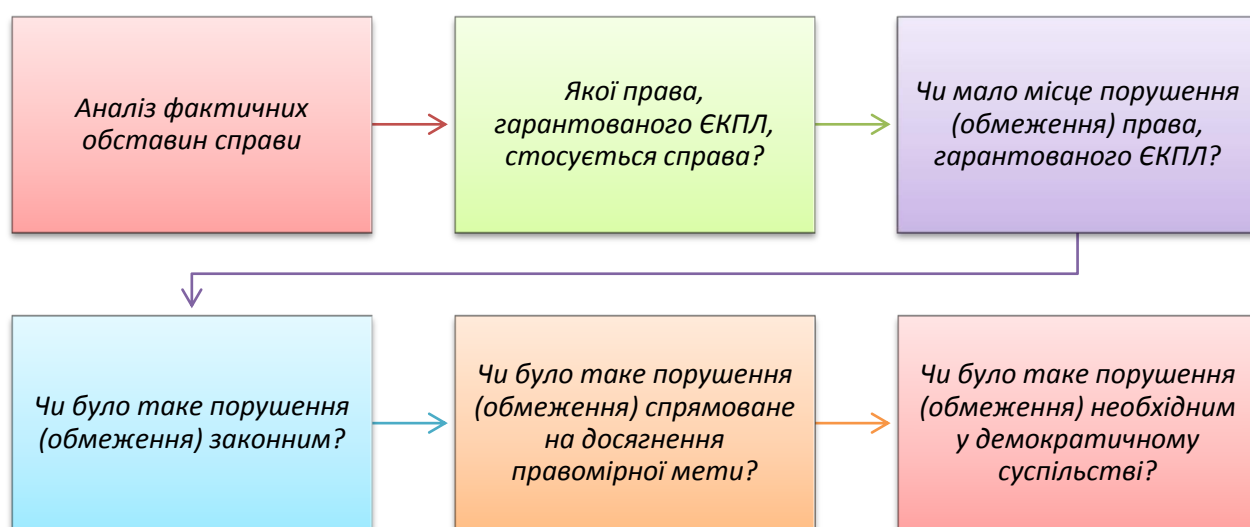 Аналіз фактичних
обставин справи
Якої права,
гарантованого ЄКПЛ,
стосується справа?
Чи мало місце порушення
(обмеження) права,
гарантованого ЄКПЛ?
Чи було таке порушення
(обмеження) законним?
Чи було таке порушення
(обмеження) спрямоване
на досягнення
правомірної мети?
Чи було таке порушення
(обмеження) необхідним
у демократичному
суспільстві?